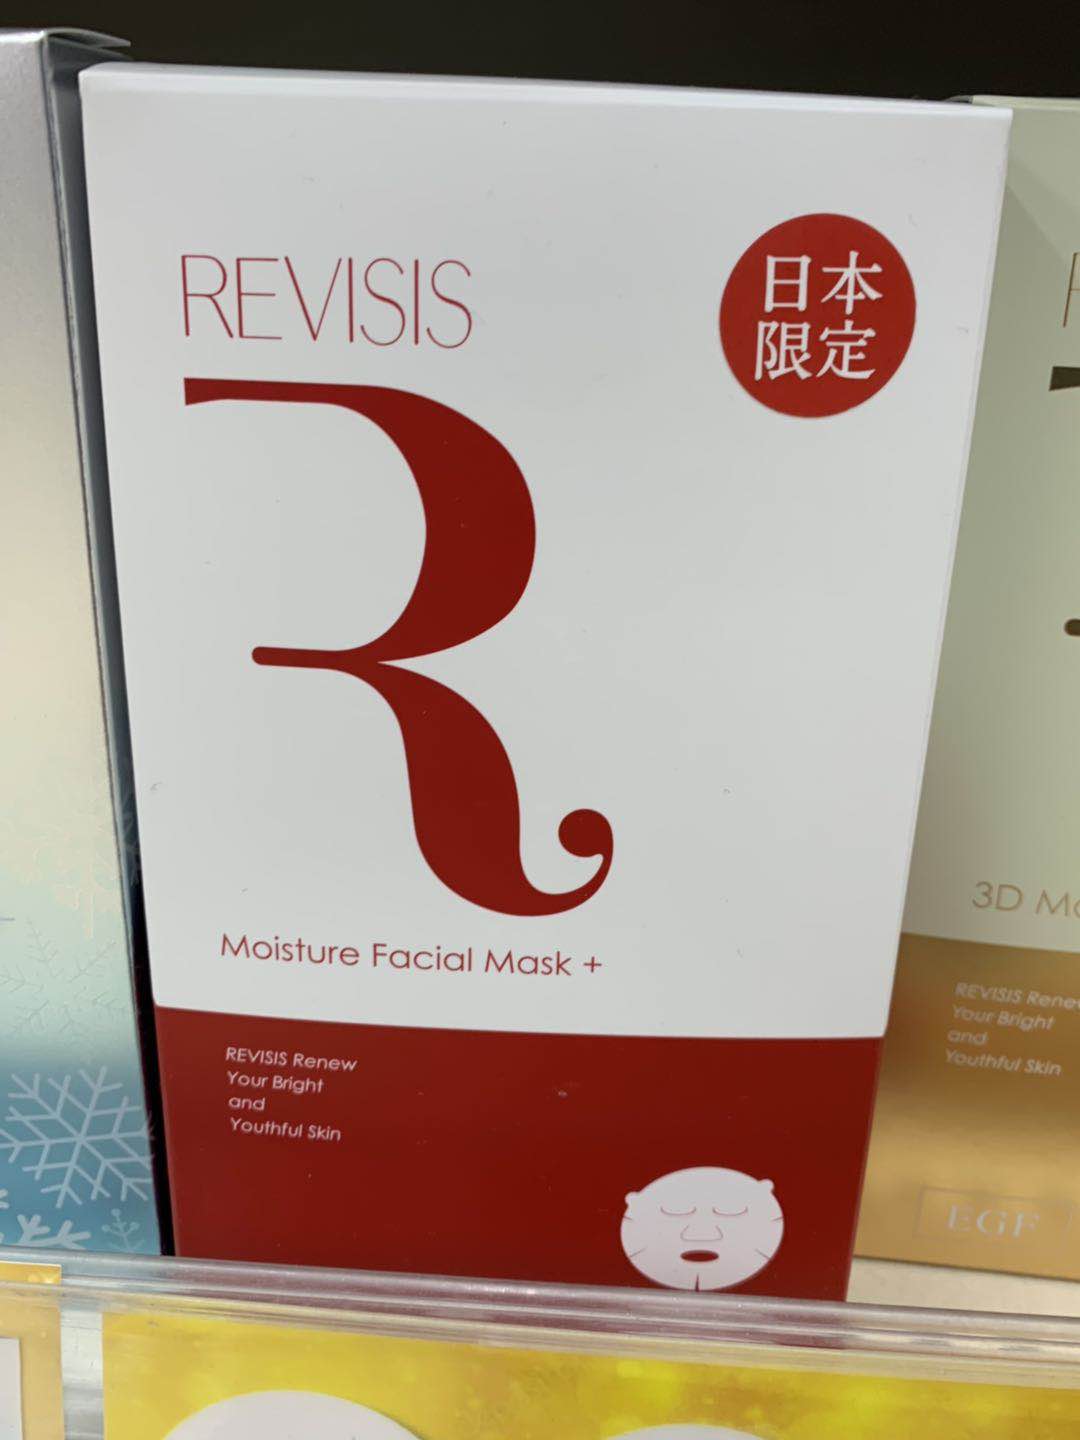 REVISIS
日本
限定
Moisture Facial Mask +
REVISIS Renew
Your Bright
and
Youthful Skin
3D
REVISIS
Your Bright
and
Youthful Skin
EGF